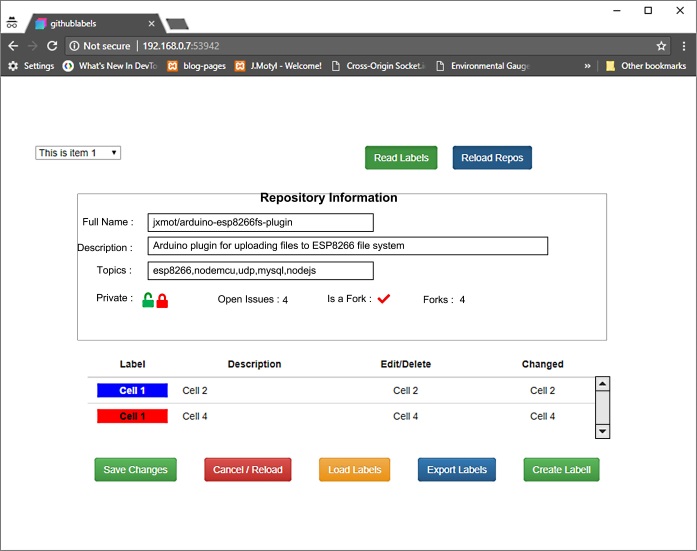 githublabels
Not secure | 192.168.0.7:53942
Settings What's New In DevTo blog-pages J.Motyl - Welcome! Cross-Origin Socket.i Environmental Gauge » Other bookmarks
This is item 1 Read Labels Reload Repos
Repository Information
Full Name : jxmot/arduino-esp8266fs-plugin
Description : Arduino plugin for uploading files to ESP8266 file system
Topics : esp8266,nodemcu,udp,mysql,nodejs
Private : Open Issues : 4 Is a Fork : Forks : 4
Label Description Edit/Delete Changed
Cell 1 Cell 2 Cell 2 Cell 2
Cell 1 Cell 4 Cell 4 Cell 4
Save Changes Cancel / Reload Load Labels Export Labels Create Labell